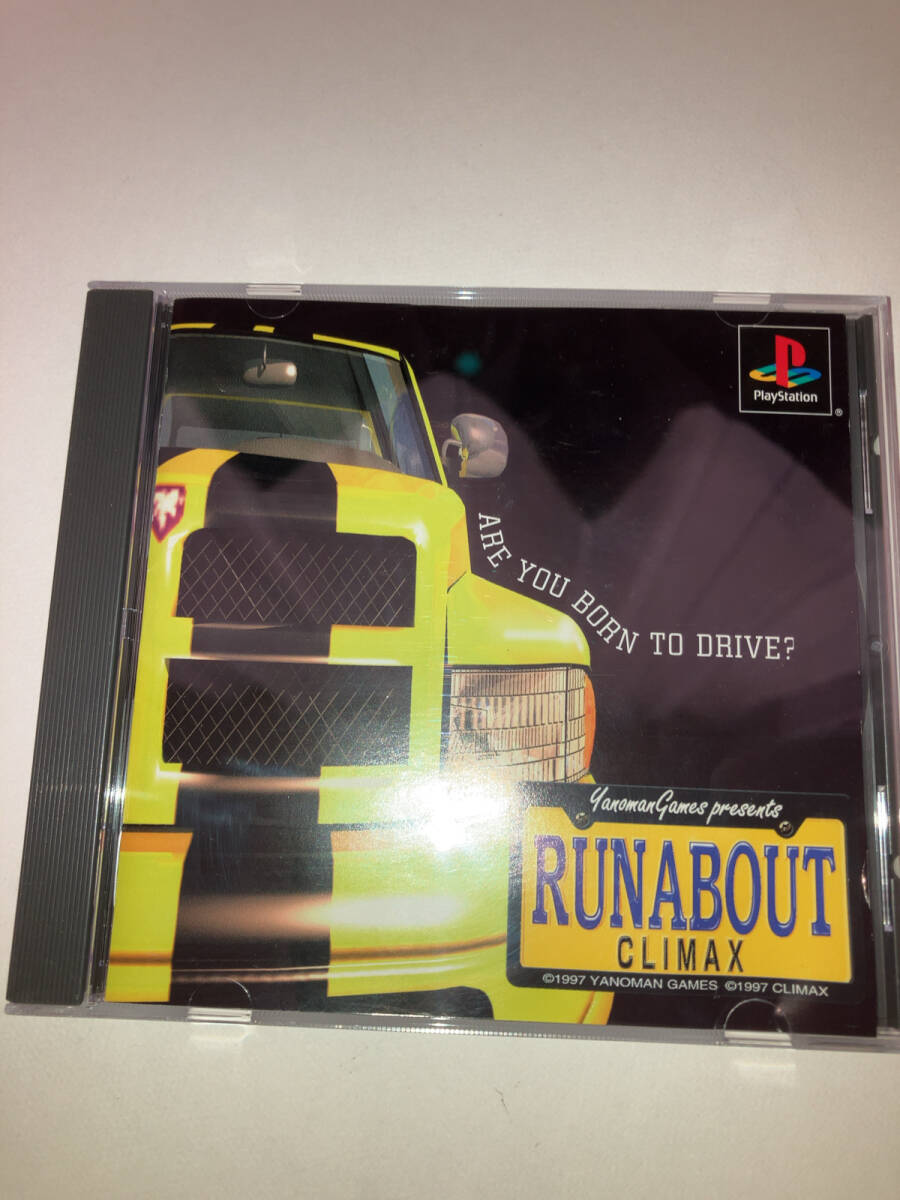 PlayStation
®
ARE YOU BORN TO DRIVE?
YanomanGames presents
RUNABOUT
CLIMAX
©1997 YANOMAN GAMES ©1997 CLIMAX